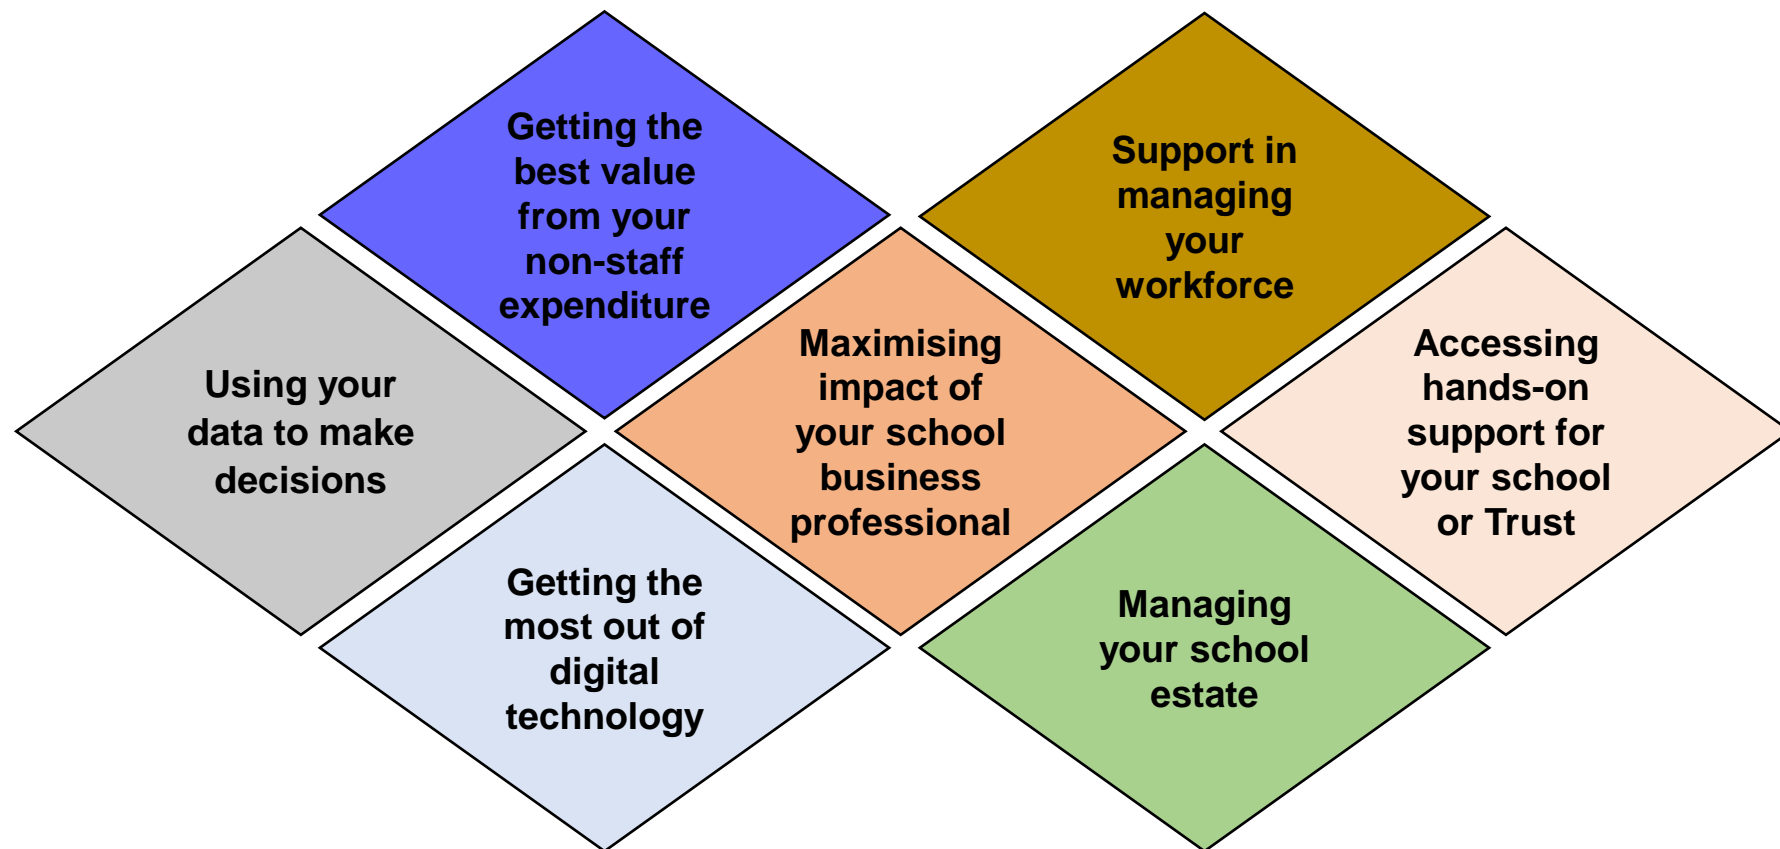 Getting the
best value
from your
non-staff
expenditure
Support in
managing
your
workforce
Using your
data to make
decisions
Maximising
impact of
your school
business
professional
Accessing
hands-on
support for
your school
or Trust
Getting the
most out of
digital
technology
Managing
your school
estate